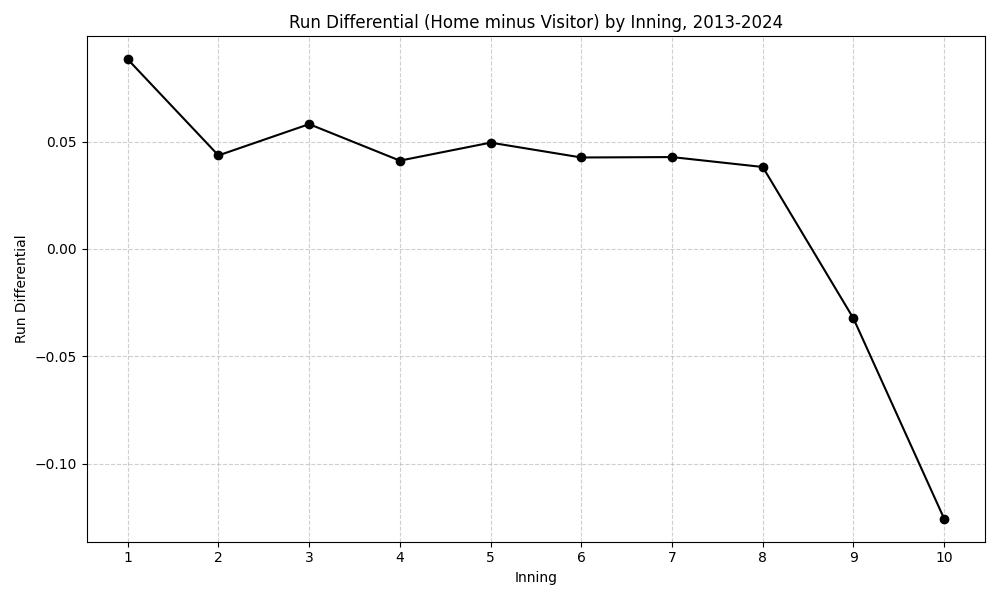 Run Differential (Home minus Visitor) by Inning, 2013-2024
Run Differential
0.05
0.00
−0.05
−0.10
1 2 3 4 5 6 7 8 9 10
Inning